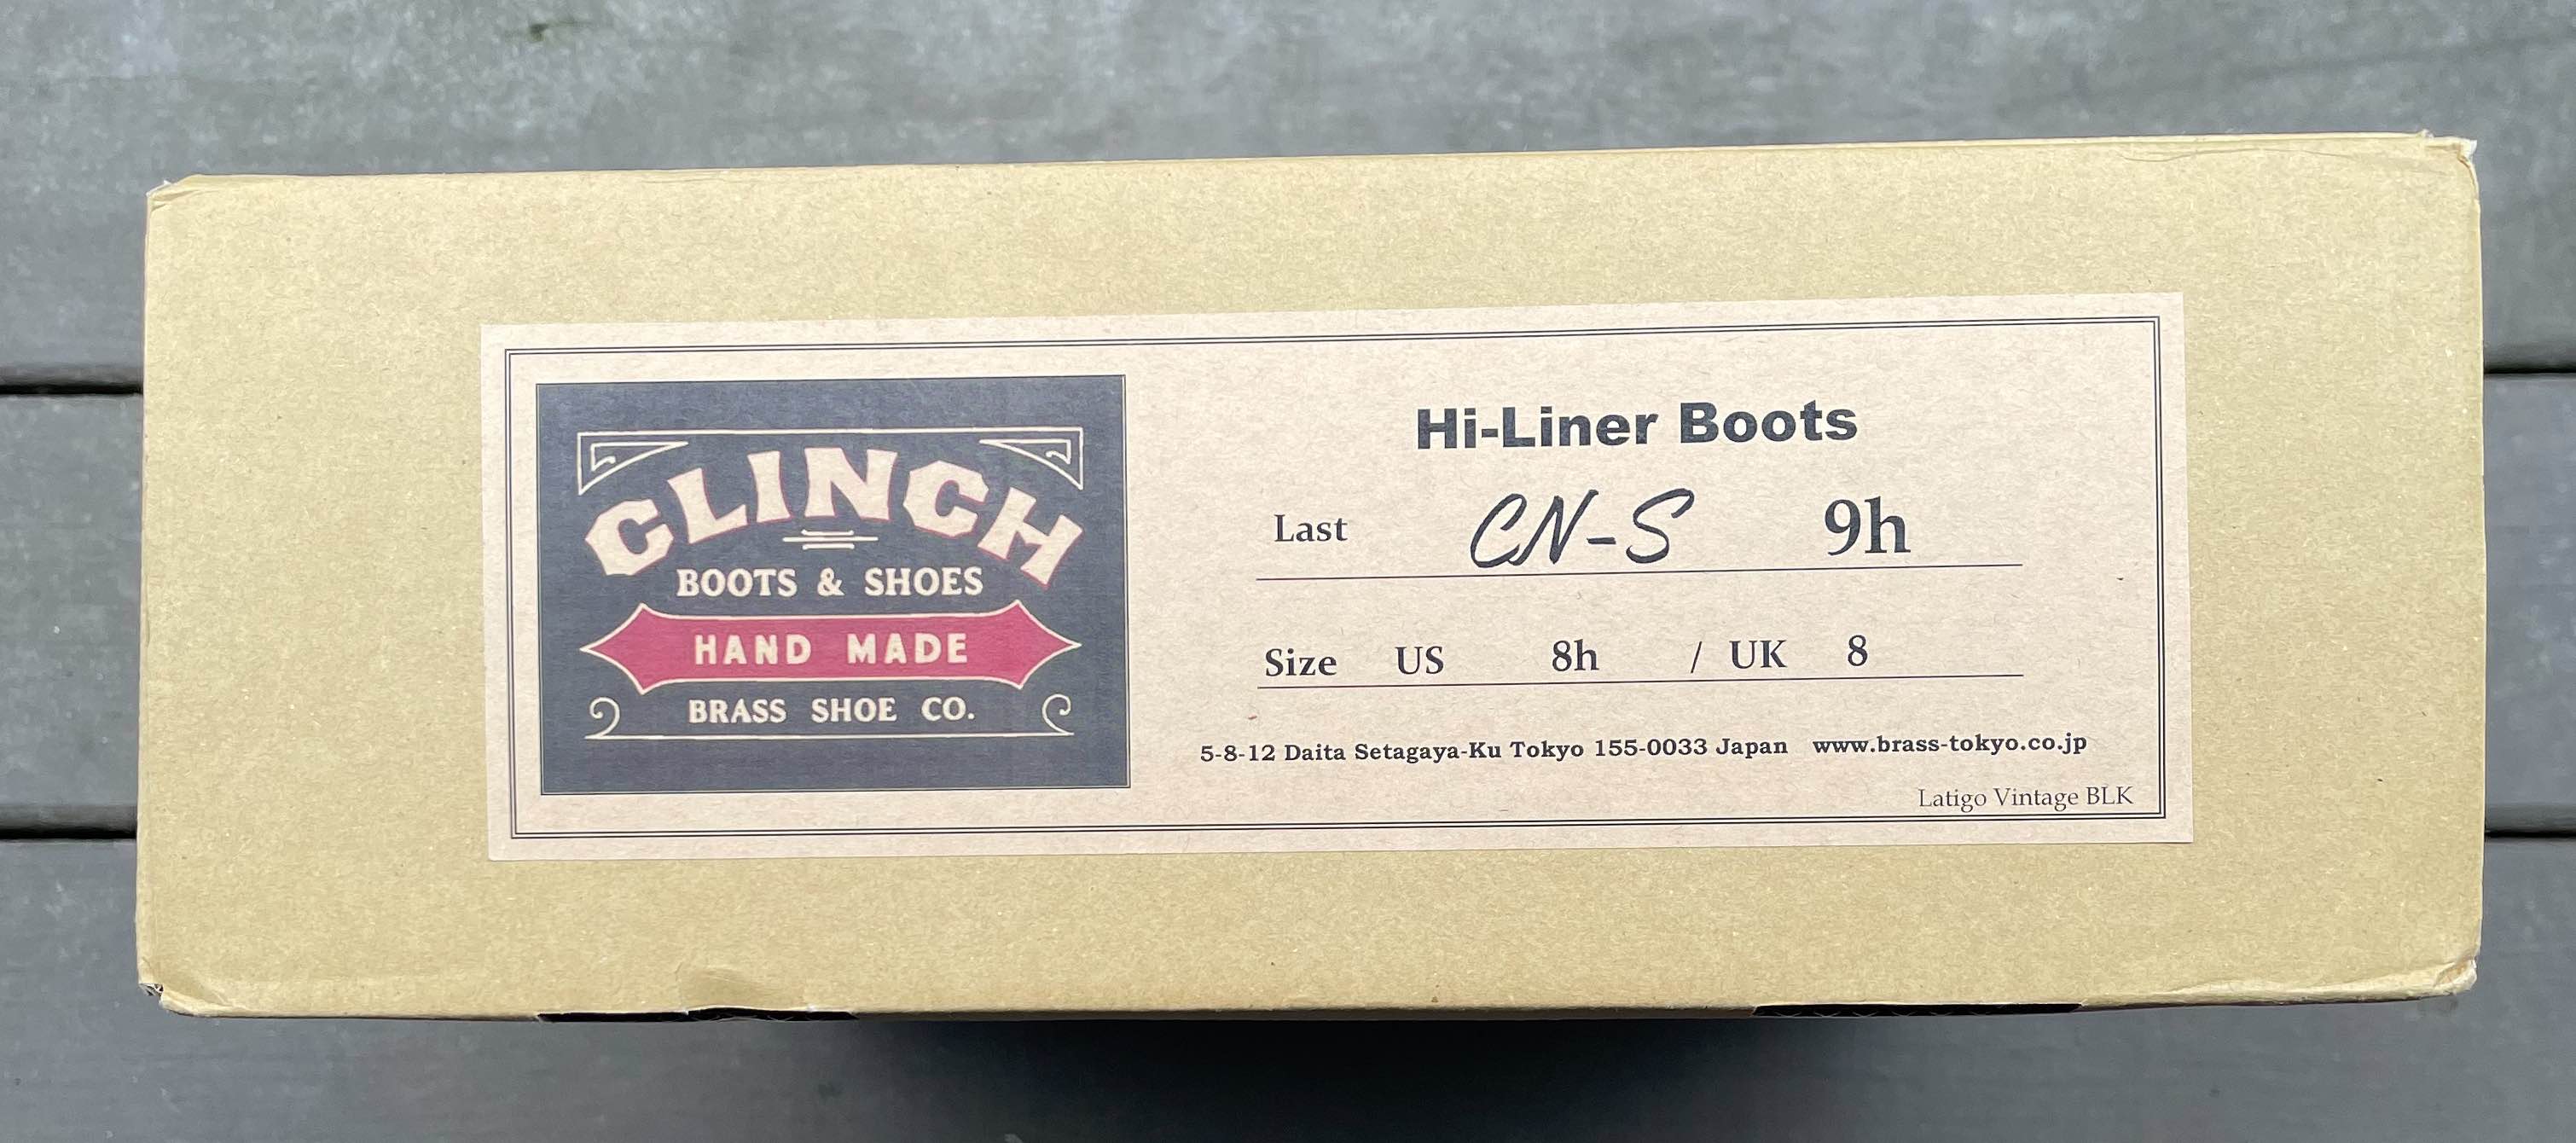 CLINCH
BOOTS & SHOES
HAND MADE
BRASS SHOE CO.
Hi-Liner Boots
Last CN-S 9h
Size US 8h / UK 8
5-8-12 Daita Setagaya-Ku Tokyo 155-0033 Japan www.brass-tokyo.co.jp
Latigo Vintage BLK